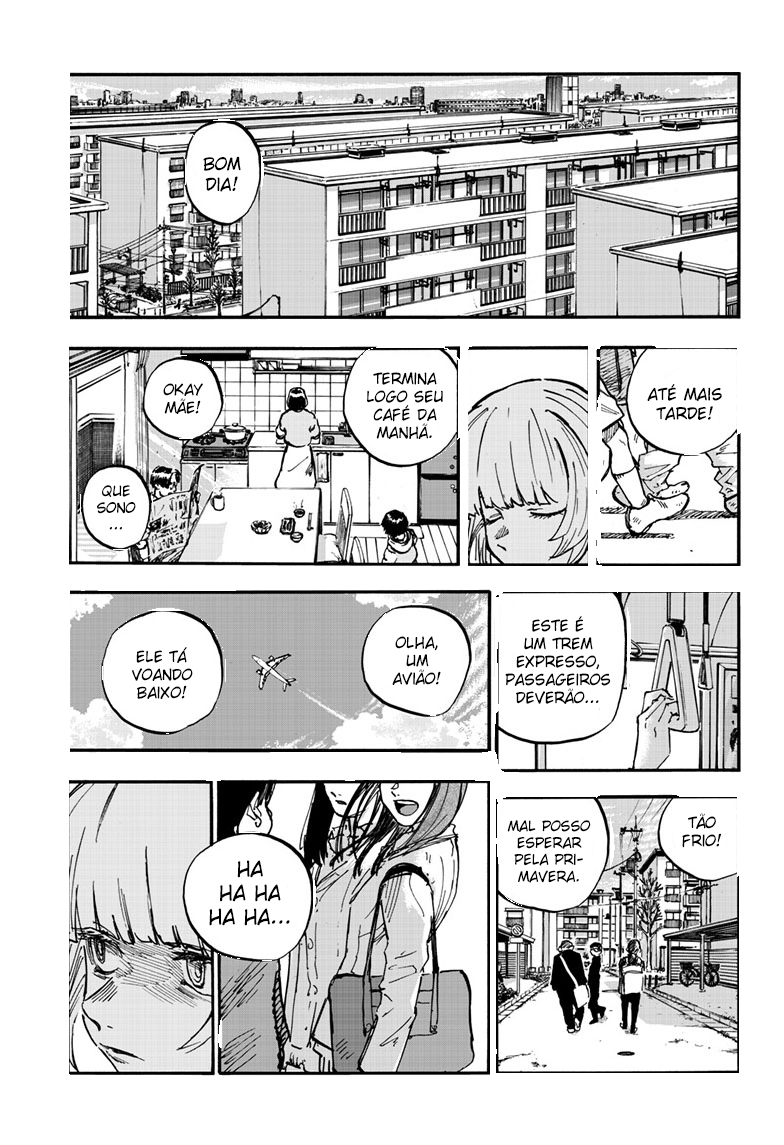 BOM
DIA!
ATÉ MAIS
TARDE!
TERMINA
LOGO SEU
CAFÉ DA
MANHÃ.
OKAY
MÃE!
QUE
SONO
...
ESTE É
UM TREM
EXPRESSO,
PASSAGEIROS
DEVERÃO...
OLHA,
UM
AVIÃO!
ELE TÁ
VOANDO
BAIXO!
TÃO
FRIO!
MAL POSSO
ESPERAR
PELA PRI-
MAVERA.
HA
HA HA
HA HA...